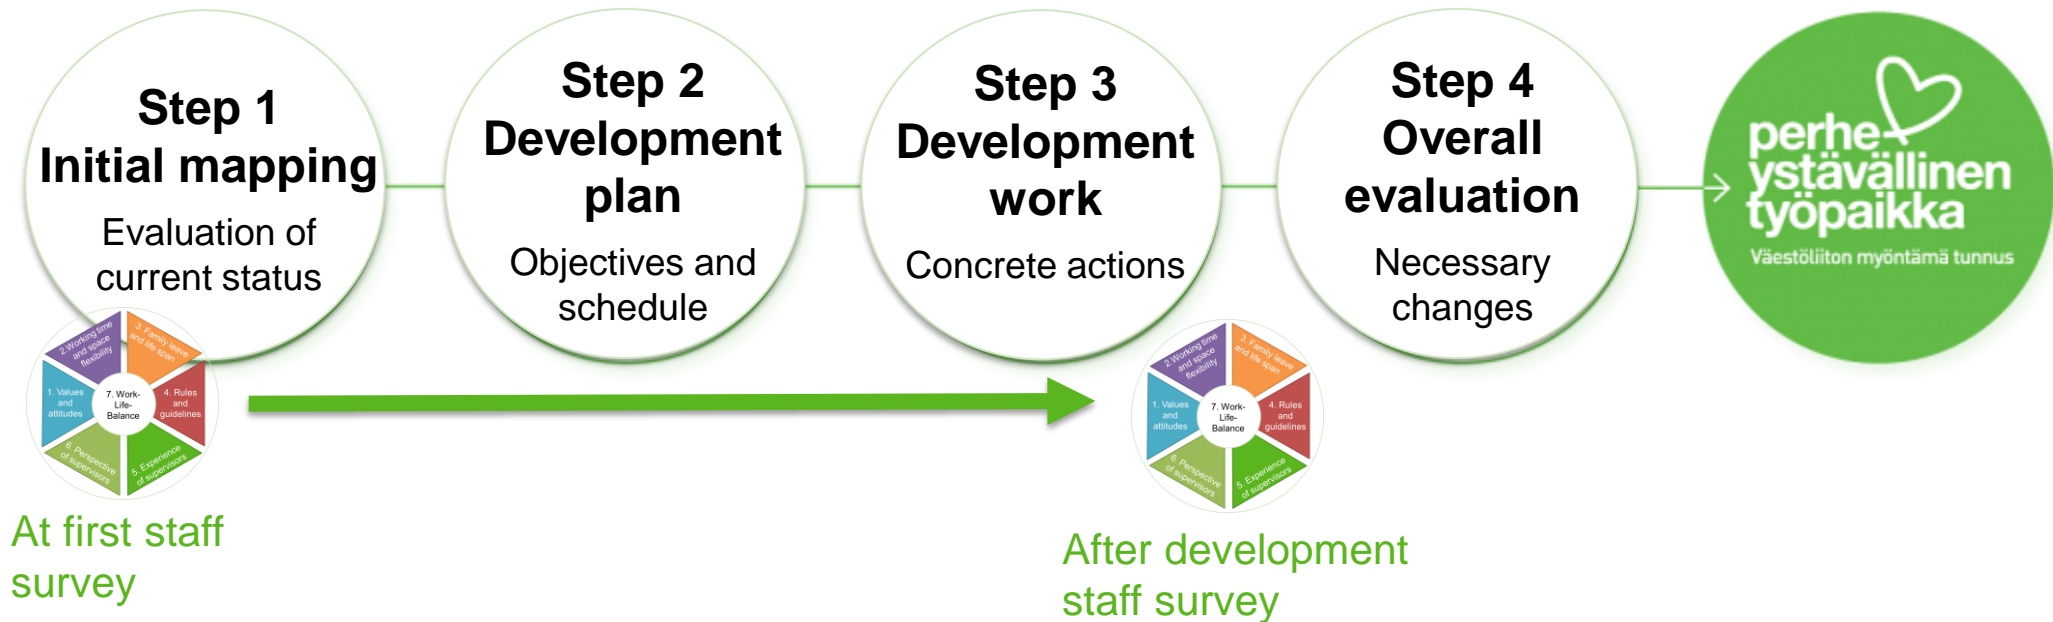 Step 1
Initial mapping
Evaluation of
current status
Step 2
Development
plan
Objectives and
schedule
Step 3
Development
work
Concrete actions
Step 4
Overall
evaluation
Necessary
changes
perhe
ystävällinen
työpaikka
Väestöliiton myöntämä tunnus
1. Values
and
attitudes
2.Working time
and space
flexibility
3. Family leave
and life span
4. Rules
and
guidelines
5. Experience
of supervisors
6. Perspective
of supervisors
7. Work-
Life-
Balance
At first staff
survey
1. Values
and
attitudes
2.Working time
and space
flexibility
3. Family leave
and life span
4. Rules
and
guidelines
5. Experience
of supervisors
6. Perspective
of supervisors
7. Work-
Life-
Balance
After development
staff survey